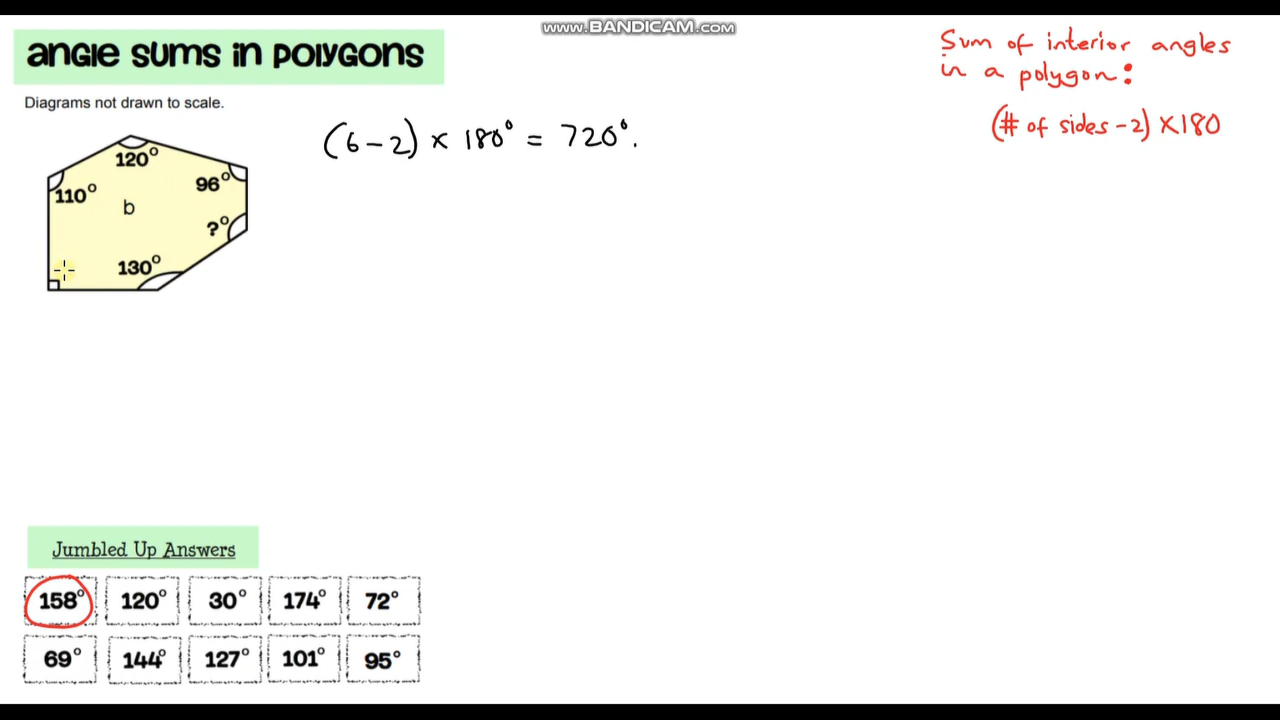 www.BANDICAM.com
ANGLE SUMS IN POLYGONS
Diagrams not drawn to scale.
120°
110°
96°
b
?°
130°
(6-2) × 180° = 720°.
Sum of interior angles
in a polygon:
(# of sides -2) ×180
Jumbled Up Answers
158° 120° 30° 174° 72°
69° 144° 127° 101° 95°